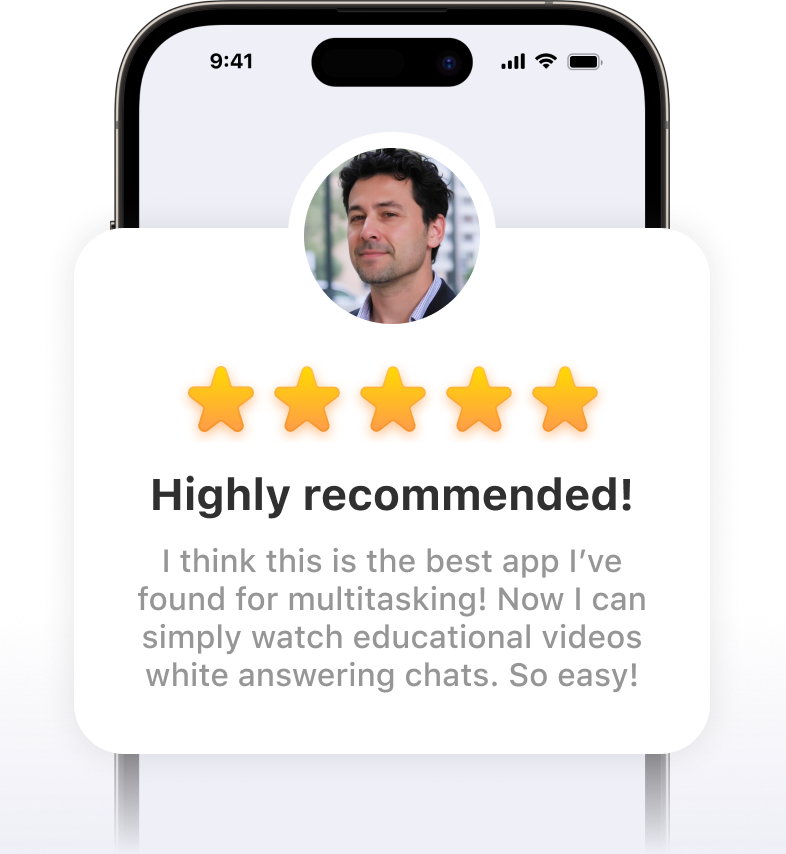 9:41
Highly recommended!
I think this is the best app I’ve
found for multitasking! Now I can
simply watch educational videos
white answering chats. So easy!